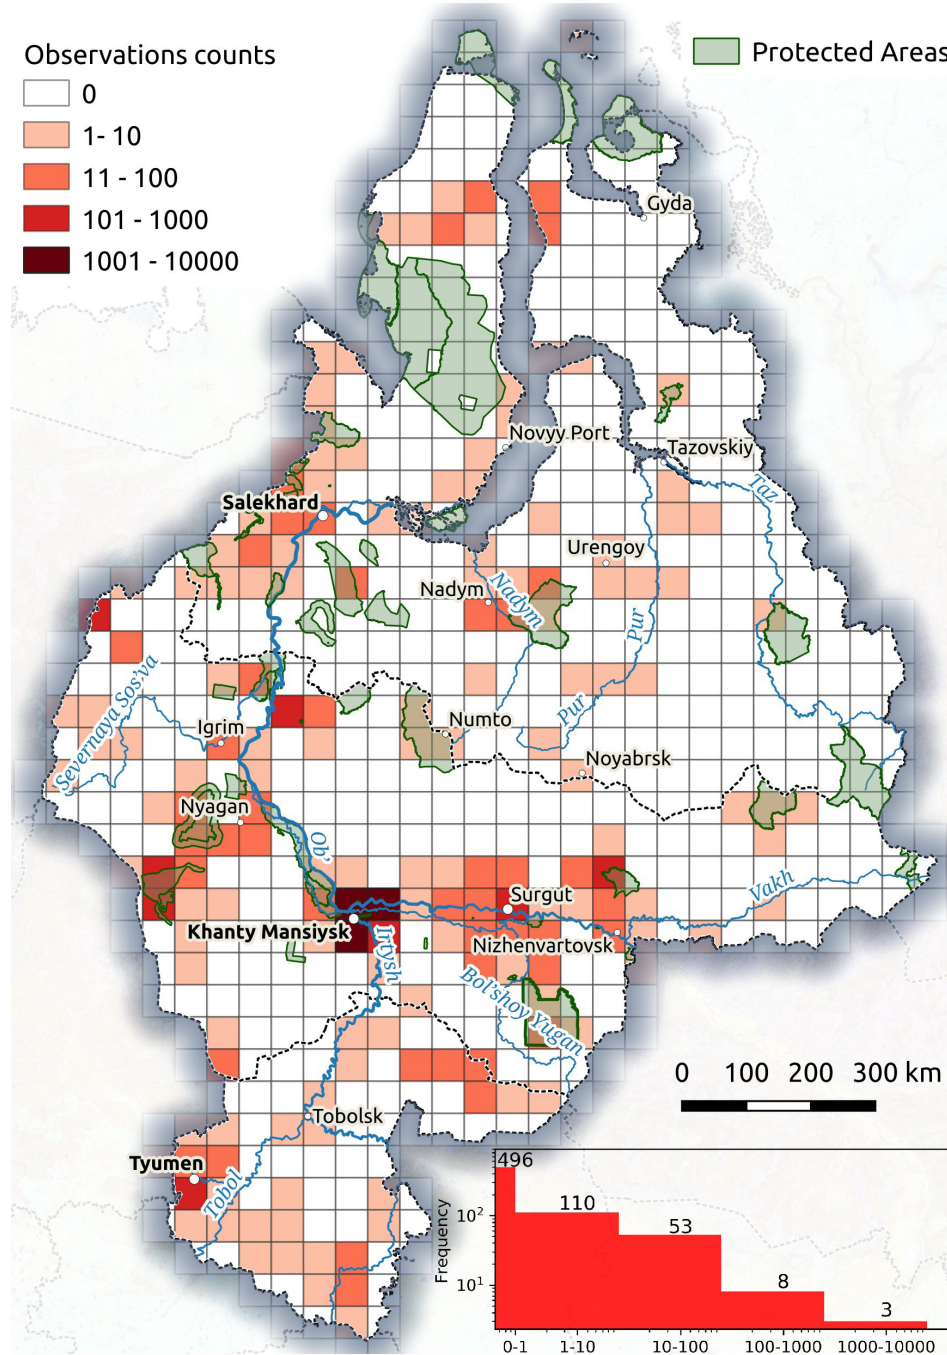 Observations counts
0
1- 10
11 - 100
101 - 1000
1001 - 10000
Protected Areas
Gyda
Novyy Port
Tazovskiy
Taz
Salekhard
Urengoy
Nadym
Nadym
Pur
Severnaya Sos'va
Pur
Igrim
Numto
Noyabrsk
Nyagan
Ob'
Vakh
Surgut
Khanty Mansiysk
Irtysh
Nizhenvartovsk
Bol'shoy Yugan
0 100 200 300 km
Tobolsk
Tyumen
Tobol
496
110
53
8
3
Frequency
10²
10¹
0-1 1-10 10-100 100-1000 1000-10000